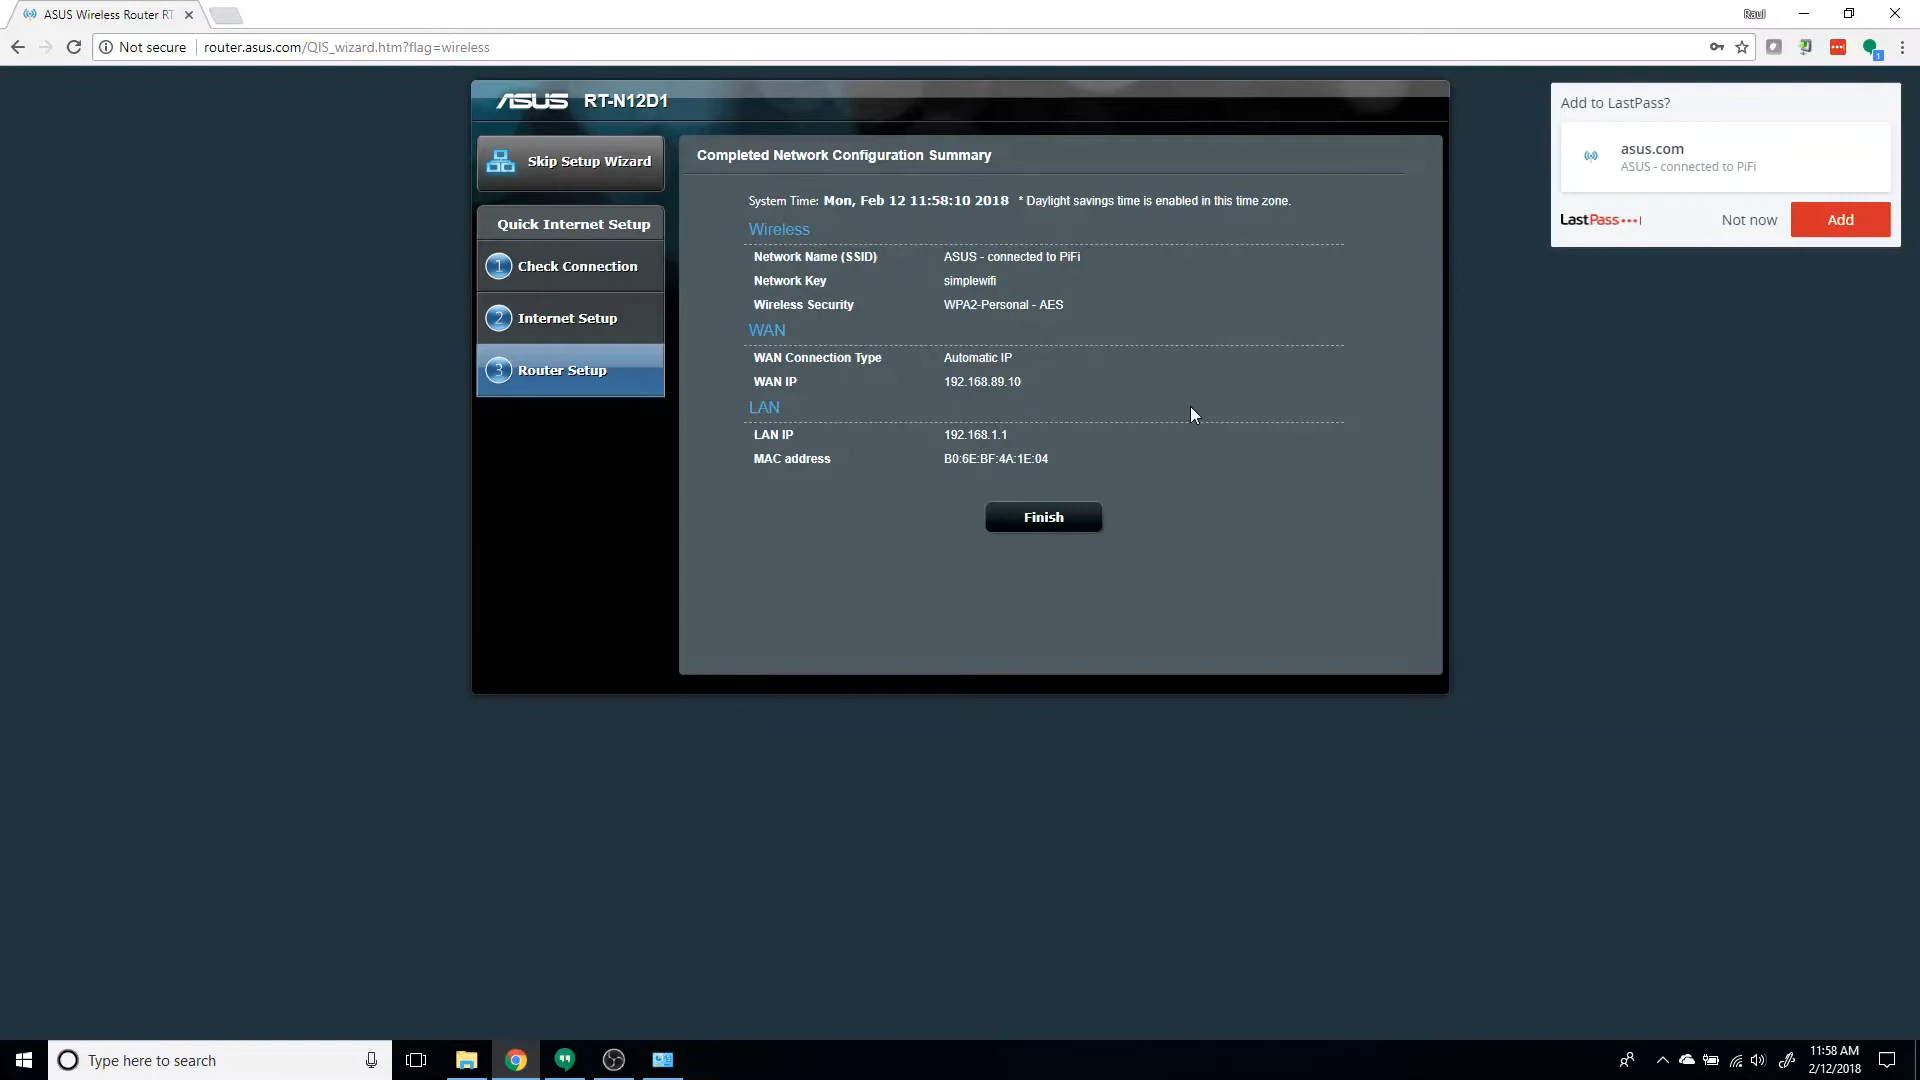 ASUS Wireless Router RT
Raul
Not secure
router.asus.com/QIS_wizard.htm?flag=wireless
1
ASUS RT-N12D1
Skip Setup Wizard
Quick Internet Setup
1 Check Connection
2 Internet Setup
3 Router Setup
Completed Network Configuration Summary
System Time: Mon, Feb 12 11:58:10 2018 * Daylight savings time is enabled in this time zone.
Wireless
Network Name (SSID) ASUS - connected to PiFi
Network Key simplewifi
Wireless Security WPA2-Personal - AES
WAN
WAN Connection Type Automatic IP
WAN IP 192.168.89.10
LAN
LAN IP 192.168.1.1
MAC address B0:6E:BF:4A:1E:04
Finish
Add to LastPass?
asus.com
ASUS - connected to PiFi
LastPass Not now Add
Type here to search
11:58 AM
2/12/2018